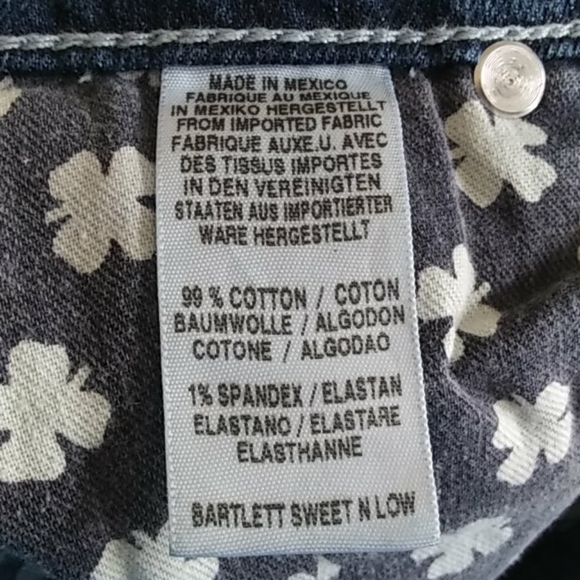 MADE IN MEXICO
FABRIQUE AU MEXIQUE
IN MEXIKO HERGESTELLT
FROM IMPORTED FABRIC
FABRIQUE AUX E.U. AVEC
DES TISSUS IMPORTES
IN DEN VEREINIGTEN
STAATEN AUS IMPORTIERTER
WARE HERGESTELLT
99 % COTTON / COTON
BAUMWOLLE / ALGODON
COTONE / ALGODAO
1% SPANDEX / ELASTAN
ELASTANO / ELASTARE
ELASTHANNE
BARTLETT SWEET N LOW